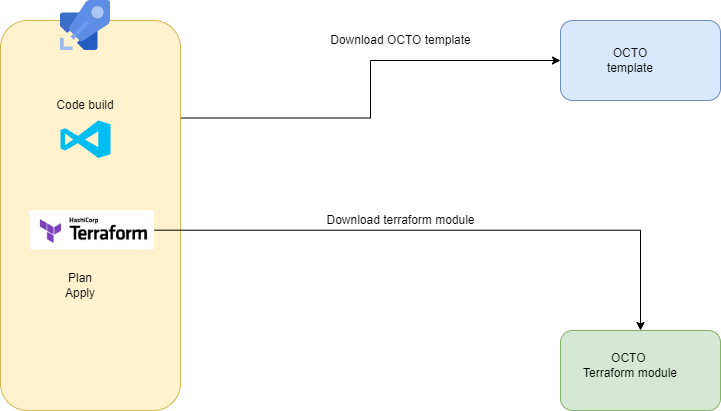 Download OCTO template
OCTO
template
Code build
HashiCorp
Terraform
Download terraform module
Plan
Apply
OCTO
Terraform module